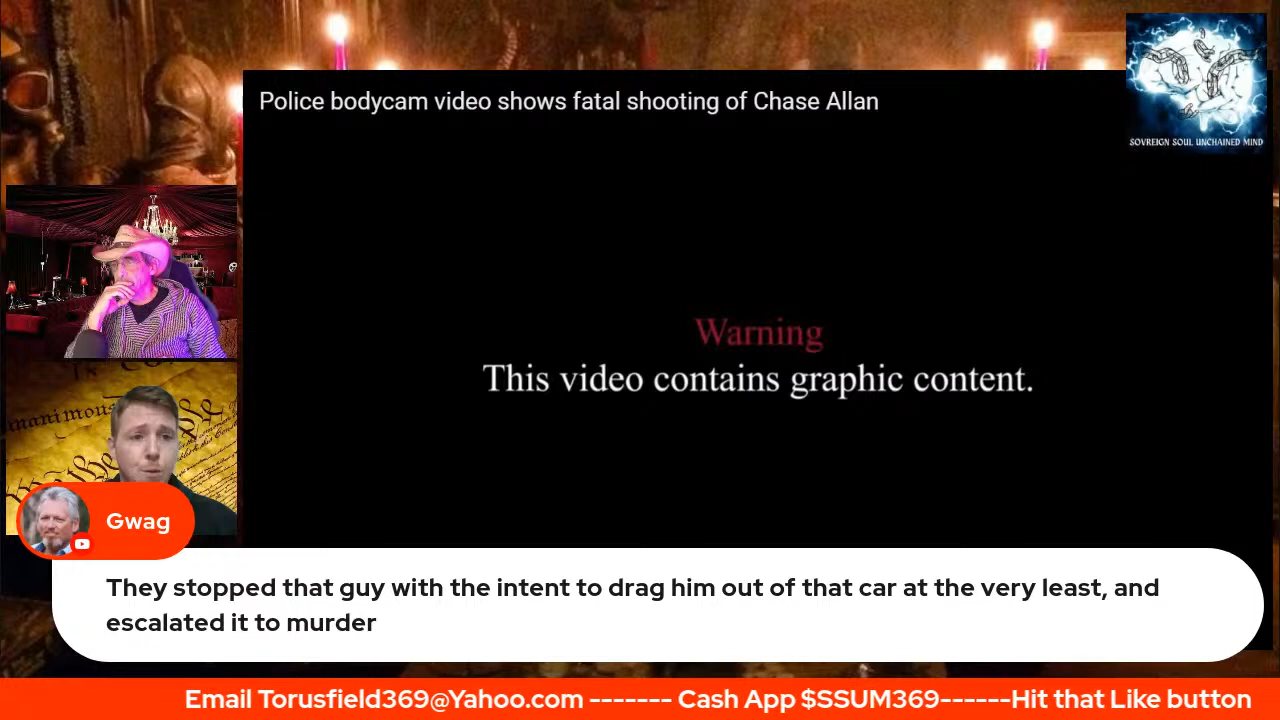 Police bodycam video shows fatal shooting of Chase Allan
SOVREIGN SOUL UNCHAINED MIND
Warning
This video contains graphic content.
Gwag
They stopped that guy with the intent to drag him out of that car at the very least, and
escalated it to murder
Email Torusfield369@Yahoo.com ------- Cash App $SSUM369------Hit that Like button